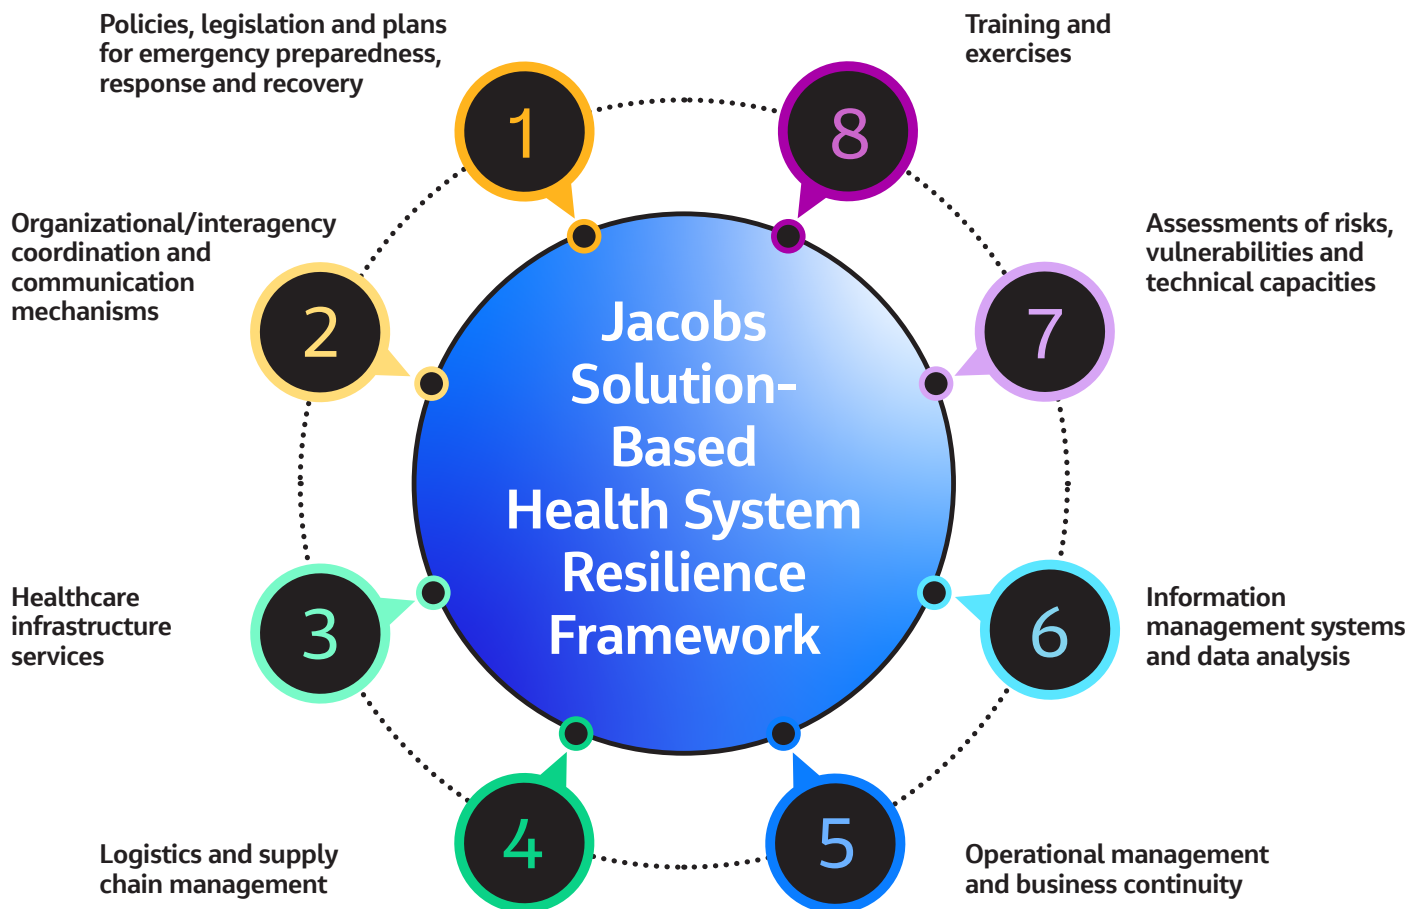 Policies, legislation and plans
for emergency preparedness,
response and recovery
1
Organizational/interagency
coordination and
communication
mechanisms
2
Healthcare
infrastructure
services
3
Logistics and supply
chain management
4
5
Operational management
and business continuity
6
Information
management systems
and data analysis
7
Assessments of risks,
vulnerabilities and
technical capacities
8
Training and
exercises
Jacobs
Solution-
Based
Health System
Resilience
Framework